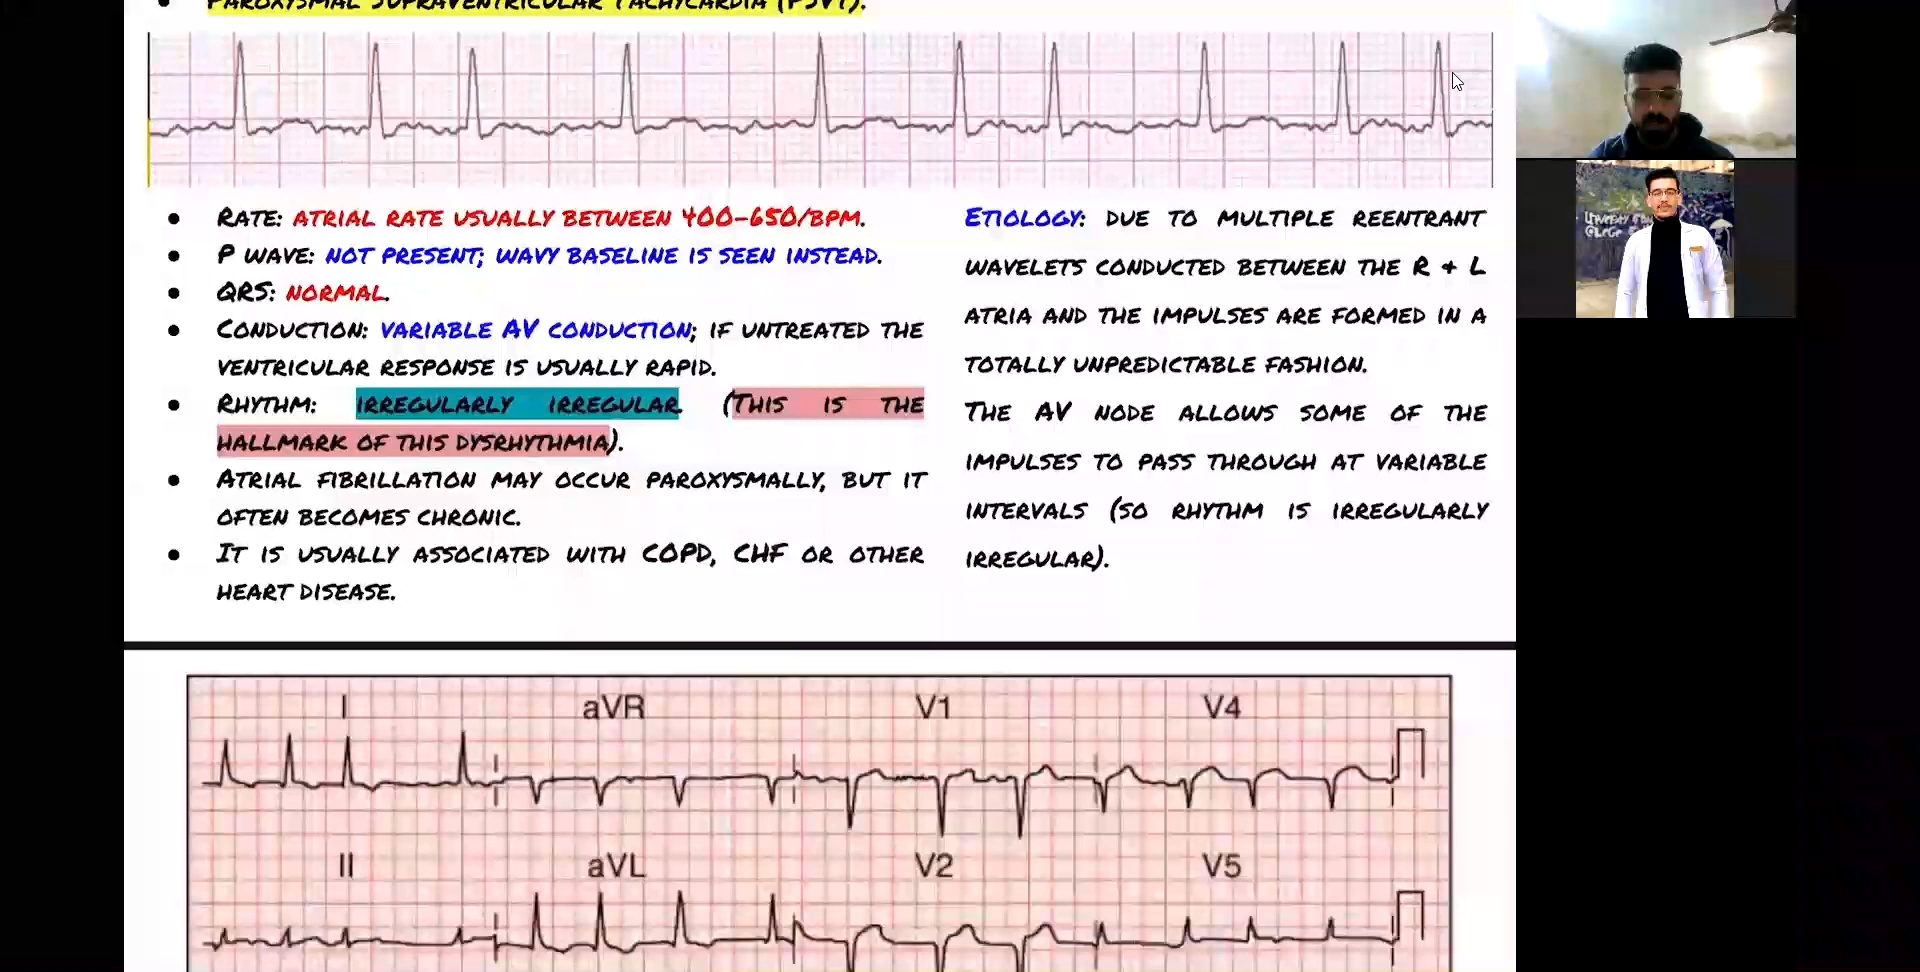 • PAROXYSMAL SUPRAVENTRICULAR TACHYCARDIA (PSVT).
• RATE: ATRIAL RATE USUALLY BETWEEN 400-650/BPM.
• P WAVE: NOT PRESENT; WAVY BASELINE IS SEEN INSTEAD.
• QRS: NORMAL.
• CONDUCTION: VARIABLE AV CONDUCTION; IF UNTREATED THE
VENTRICULAR RESPONSE IS USUALLY RAPID.
• RHYTHM: IRREGULARLY IRREGULAR. (THIS IS THE
HALLMARK OF THIS DYSRHYTHMIA).
• ATRIAL FIBRILLATION MAY OCCUR PAROXYSMALLY, BUT IT
OFTEN BECOMES CHRONIC.
• IT IS USUALLY ASSOCIATED WITH COPD, CHF OR OTHER
HEART DISEASE.
ETIOLOGY: DUE TO MULTIPLE REENTRANT
WAVELETS CONDUCTED BETWEEN THE R + L
ATRIA AND THE IMPULSES ARE FORMED IN A
TOTALLY UNPREDICTABLE FASHION.
THE AV NODE ALLOWS SOME OF THE
IMPULSES TO PASS THROUGH AT VARIABLE
INTERVALS (SO RHYTHM IS IRREGULARLY
IRREGULAR).
I aVR V1 V4
II aVL V2 V5